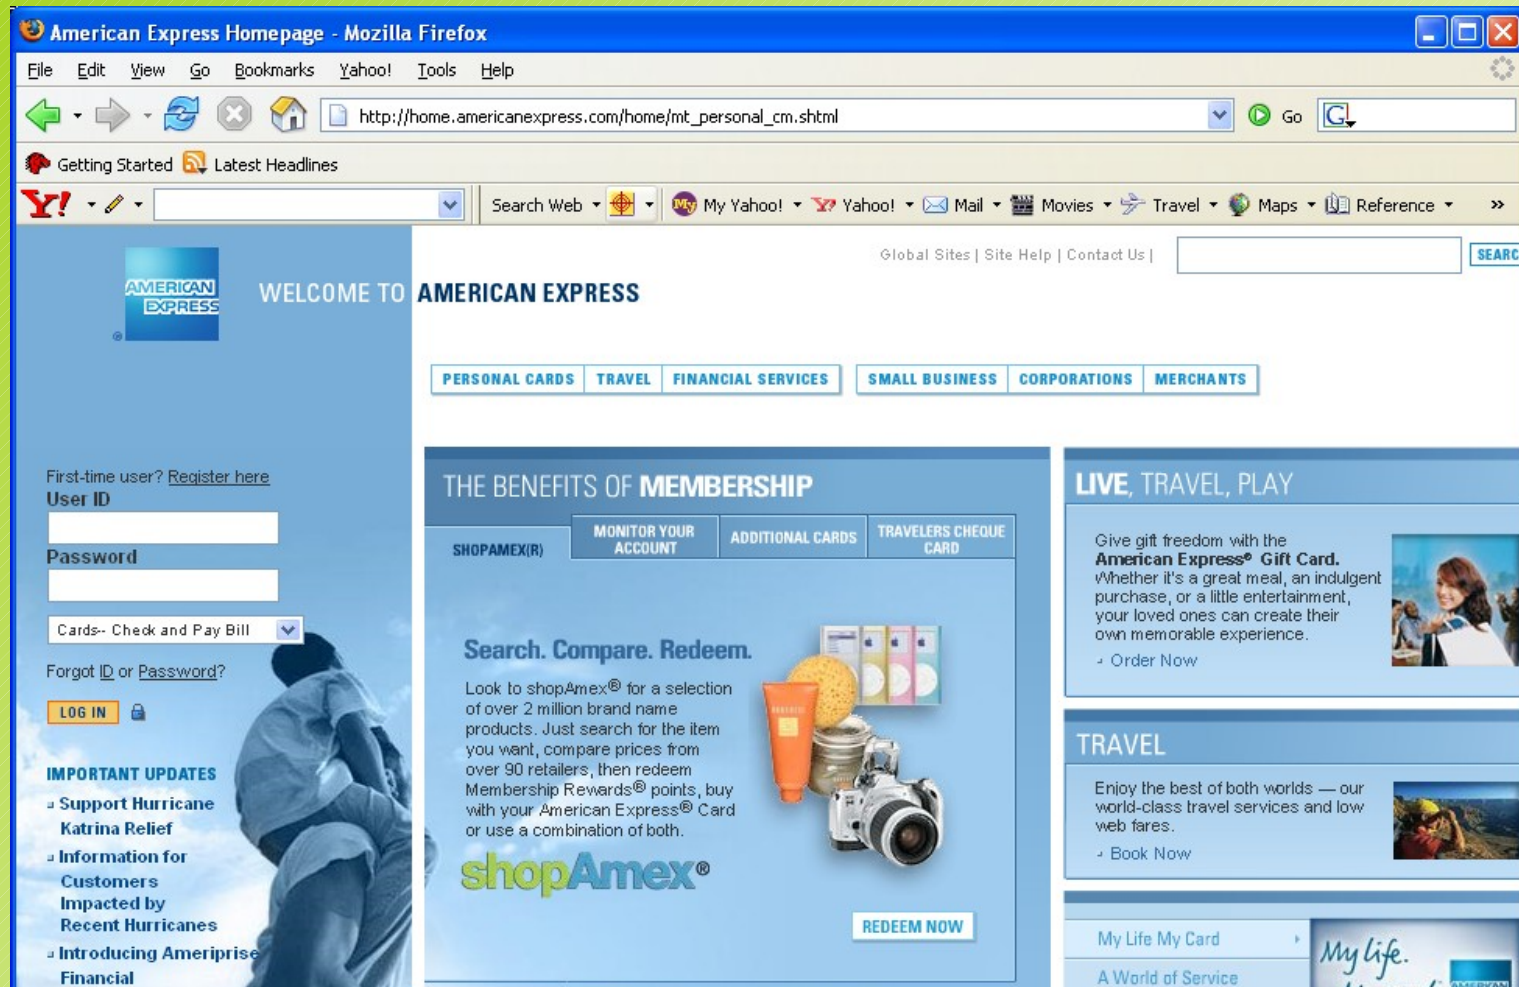 American Express Homepage - Mozilla Firefox
File Edit View Go Bookmarks Yahoo! Tools Help
http://home.americanexpress.com/home/mt_personal_cm.shtml
Go
G
Getting Started
Latest Headlines
Y!
Search Web
My
My Yahoo!
Y!
Yahoo!
Mail
Movies
Travel
Maps
Reference
»
Global Sites | Site Help | Contact Us |
SEARC
AMERICAN
EXPRESS
®
WELCOME TO AMERICAN EXPRESS
PERSONAL CARDS
TRAVEL
FINANCIAL SERVICES
SMALL BUSINESS
CORPORATIONS
MERCHANTS
First-time user? Register here
User ID
Password
Cards-- Check and Pay Bill
Forgot ID or Password?
LOG IN
IMPORTANT UPDATES
Support Hurricane
Katrina Relief
Information for
Customers
Impacted by
Recent Hurricanes
Introducing Ameriprise
Financial
THE BENEFITS OF MEMBERSHIP
SHOPAMEX(R)
MONITOR YOUR
ACCOUNT
ADDITIONAL CARDS
TRAVELERS CHEQUE
CARD
Search. Compare. Redeem.
Look to shopAmex® for a selection
of over 2 million brand name
products. Just search for the item
you want, compare prices from
over 90 retailers, then redeem
Membership Rewards® points, buy
with your American Express® Card
or use a combination of both.
shopAmex®
REDEEM NOW
LIVE, TRAVEL, PLAY
Give gift freedom with the
American Express® Gift Card.
Whether it's a great meal, an indulgent
purchase, or a little entertainment,
your loved ones can create their
own memorable experience.
Order Now
TRAVEL
Enjoy the best of both worlds — our
world-class travel services and low
web fares.
Book Now
My Life My Card
A World of Service
My life.
AMERICAN